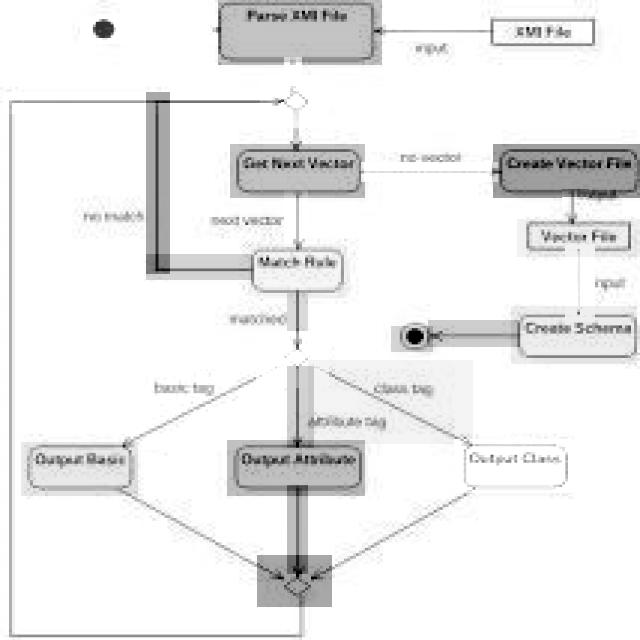 Parse XMI File
XMI File
input
Get Next Vector
no vector
Create Vector File
output
no match
next vector
Vector File
Match Rule
input
matched
Create Schema
basic tag
class tag
attribute tag
Output Basic
Output Attribute
Output Class